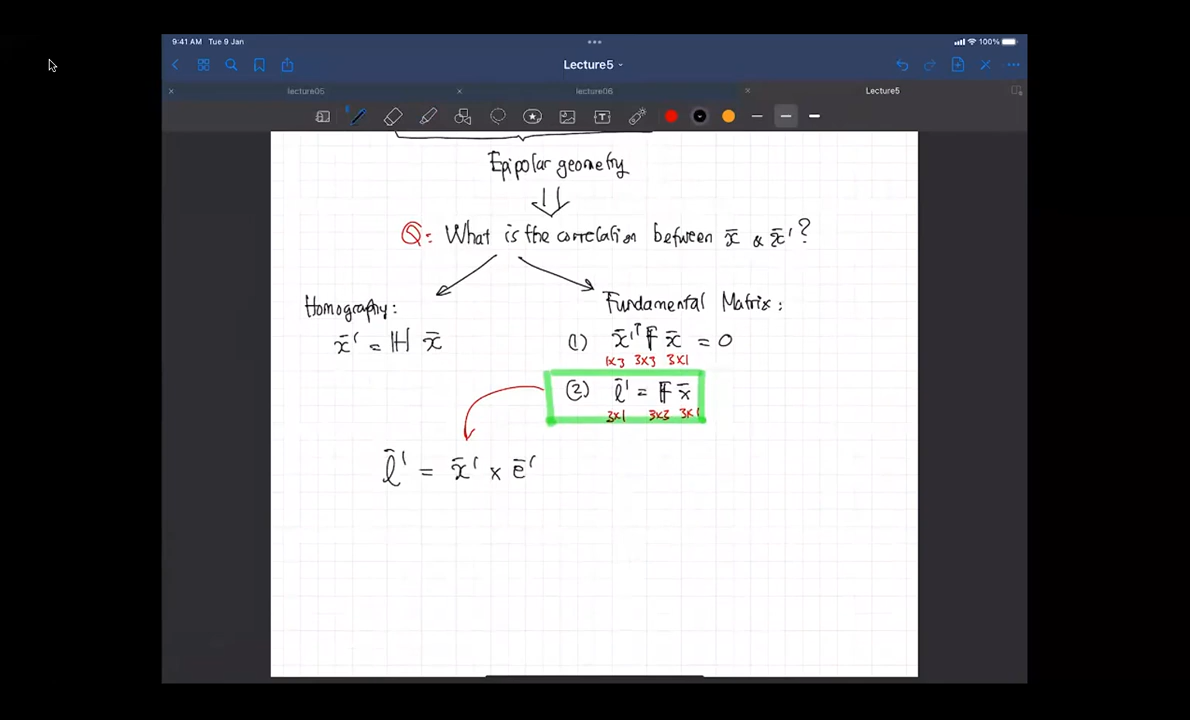 9:41 AM Tue 9 Jan
100%
Lecture5
lecture05
lecture06
Lecture5
Epipolar geometry
⇓
Q: What is the correlation between x̄ & x̄'?
Homography:
x̄' = ℍ x̄
Fundamental Matrix:
(1) x̄'ᵀ 𝔽 x̄ = 0
1x3 3x3 3x1
(2) l̄' = 𝔽 x̄
3x1 3x3 3x1
l̄' = x̄' × ē'